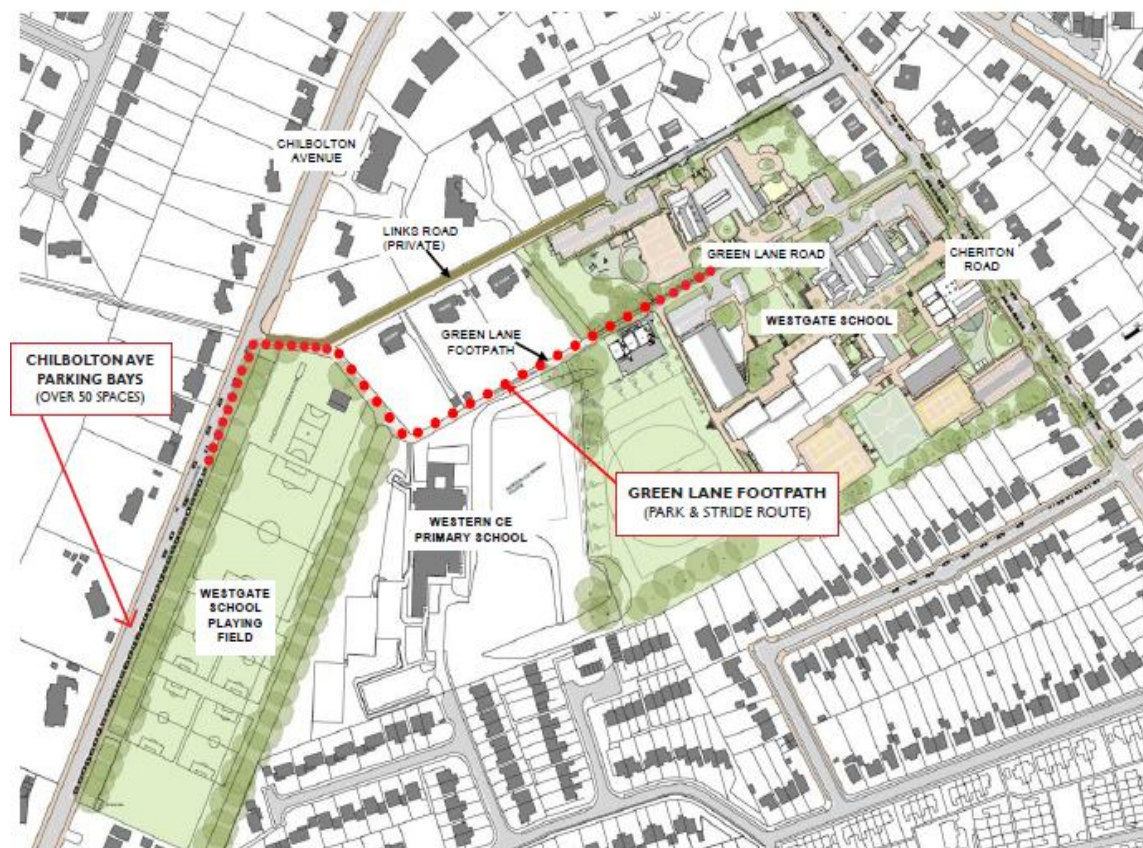 CHILBOLTON
AVENUE
LINKS ROAD
(PRIVATE)
GREEN LANE ROAD
CHERITON
ROAD
WESTGATE SCHOOL
GREEN LANE
FOOTPATH
CHILBOLTON AVE
PARKING BAYS
(OVER 50 SPACES)
GREEN LANE FOOTPATH
(PARK & STRIDE ROUTE)
WESTERN CE
PRIMARY SCHOOL
WESTGATE
SCHOOL
PLAYING
FIELD